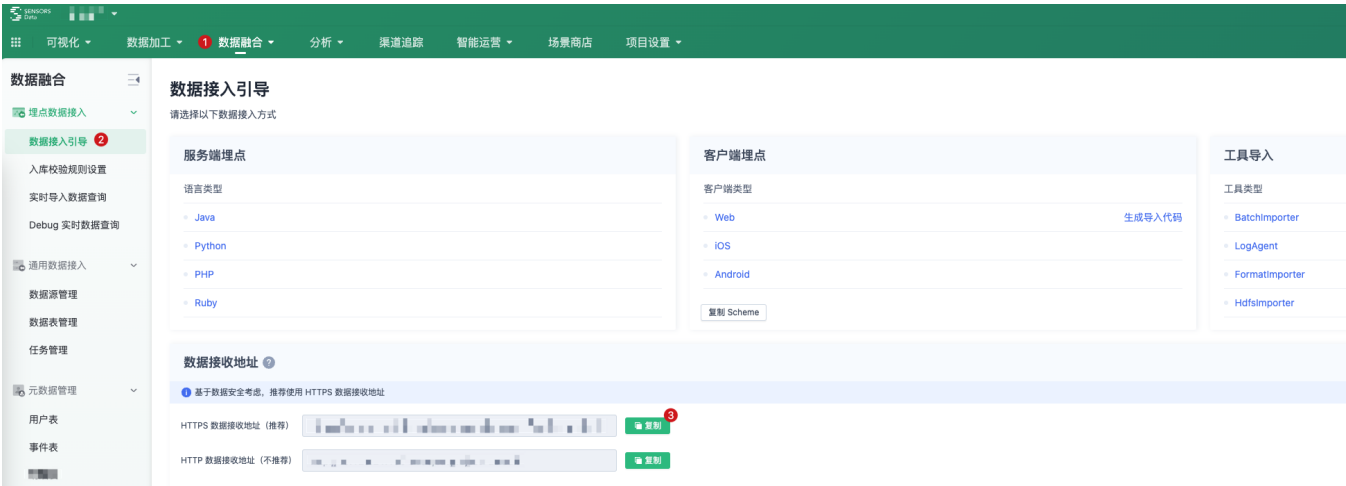 SENSORS Data
可视化 数据加工 1 数据融合 分析 渠道追踪 智能运营 场景商店 项目设置
数据融合
埋点数据接入
数据接入引导 2
入库校验规则设置
实时导入数据查询
Debug 实时数据查询
通用数据接入
数据源管理
数据表管理
任务管理
元数据管理
用户表
事件表
数据接入引导
请选择以下数据接入方式
服务端埋点
语言类型
Java
Python
PHP
Ruby
客户端埋点
客户端类型
Web 生成导入代码
iOS
Android
复制 Scheme
工具导入
工具类型
BatchImporter
LogAgent
FormatImporter
HdfsImporter
数据接收地址 ?
基于数据安全考虑，推荐使用 HTTPS 数据接收地址
HTTPS 数据接收地址（推荐） 复制 3
HTTP 数据接收地址（不推荐） 复制